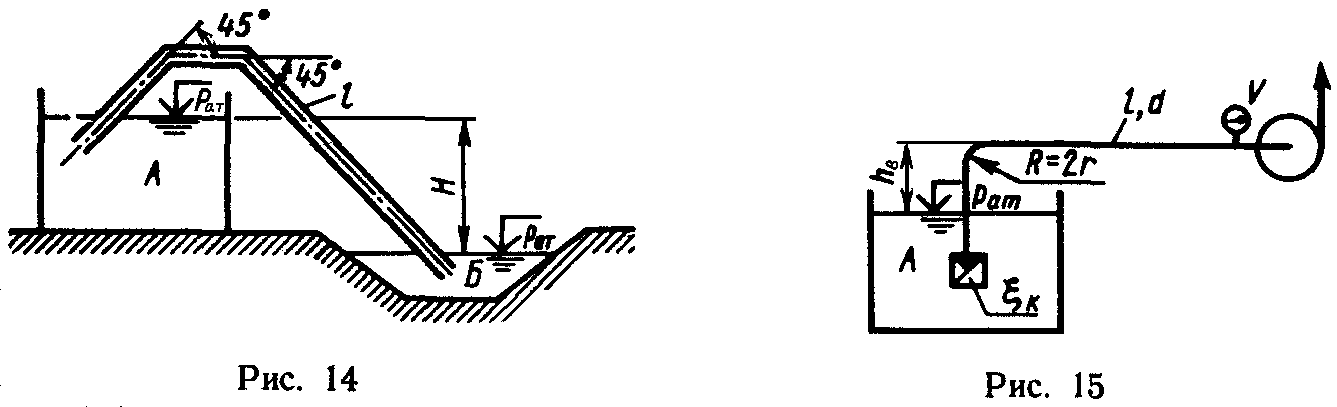 45°
45°
l
Pат
А
H
Pат
Б
Рис. 14
V
l, d
hв
R=2r
Pат
А
ξк
Рис. 15